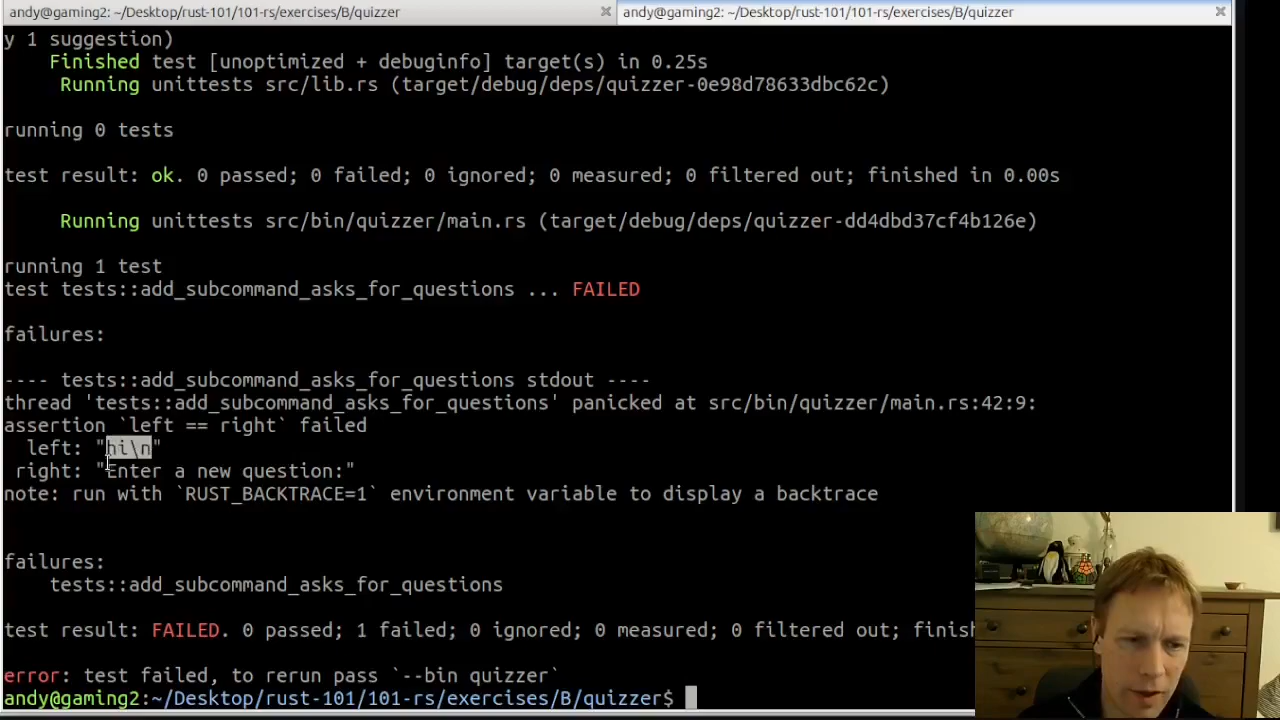 andy@gaming2: ~/Desktop/rust-101/101-rs/exercises/B/quizzer
andy@gaming2: ~/Desktop/rust-101/101-rs/exercises/B/quizzer
y 1 suggestion)
Finished test [unoptimized + debuginfo] target(s) in 0.25s
Running unittests src/lib.rs (target/debug/deps/quizzer-0e98d78633dbc62c)
running 0 tests
test result: ok. 0 passed; 0 failed; 0 ignored; 0 measured; 0 filtered out; finished in 0.00s
Running unittests src/bin/quizzer/main.rs (target/debug/deps/quizzer-dd4dbd37cf4b126e)
running 1 test
test tests::add_subcommand_asks_for_questions ... FAILED
failures:
---- tests::add_subcommand_asks_for_questions stdout ----
thread 'tests::add_subcommand_asks_for_questions' panicked at src/bin/quizzer/main.rs:42:9:
assertion `left == right` failed
left: "hi\n"
right: "Enter a new question:"
note: run with `RUST_BACKTRACE=1` environment variable to display a backtrace
failures:
tests::add_subcommand_asks_for_questions
test result: FAILED. 0 passed; 1 failed; 0 ignored; 0 measured; 0 filtered out; finish
error: test failed, to rerun pass `--bin quizzer`
andy@gaming2:~/Desktop/rust-101/101-rs/exercises/B/quizzer$